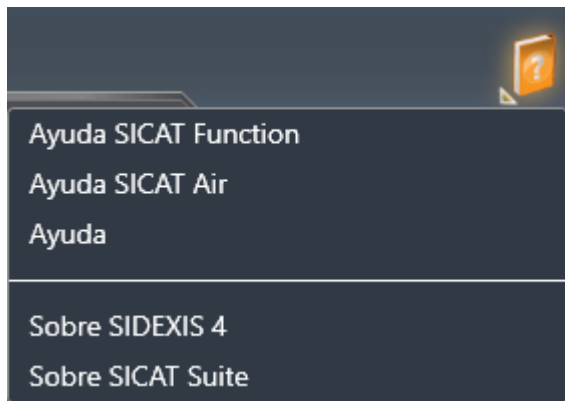 ?
Ayuda SICAT Function
Ayuda SICAT Air
Ayuda
Sobre SIDEXIS 4
Sobre SICAT Suite